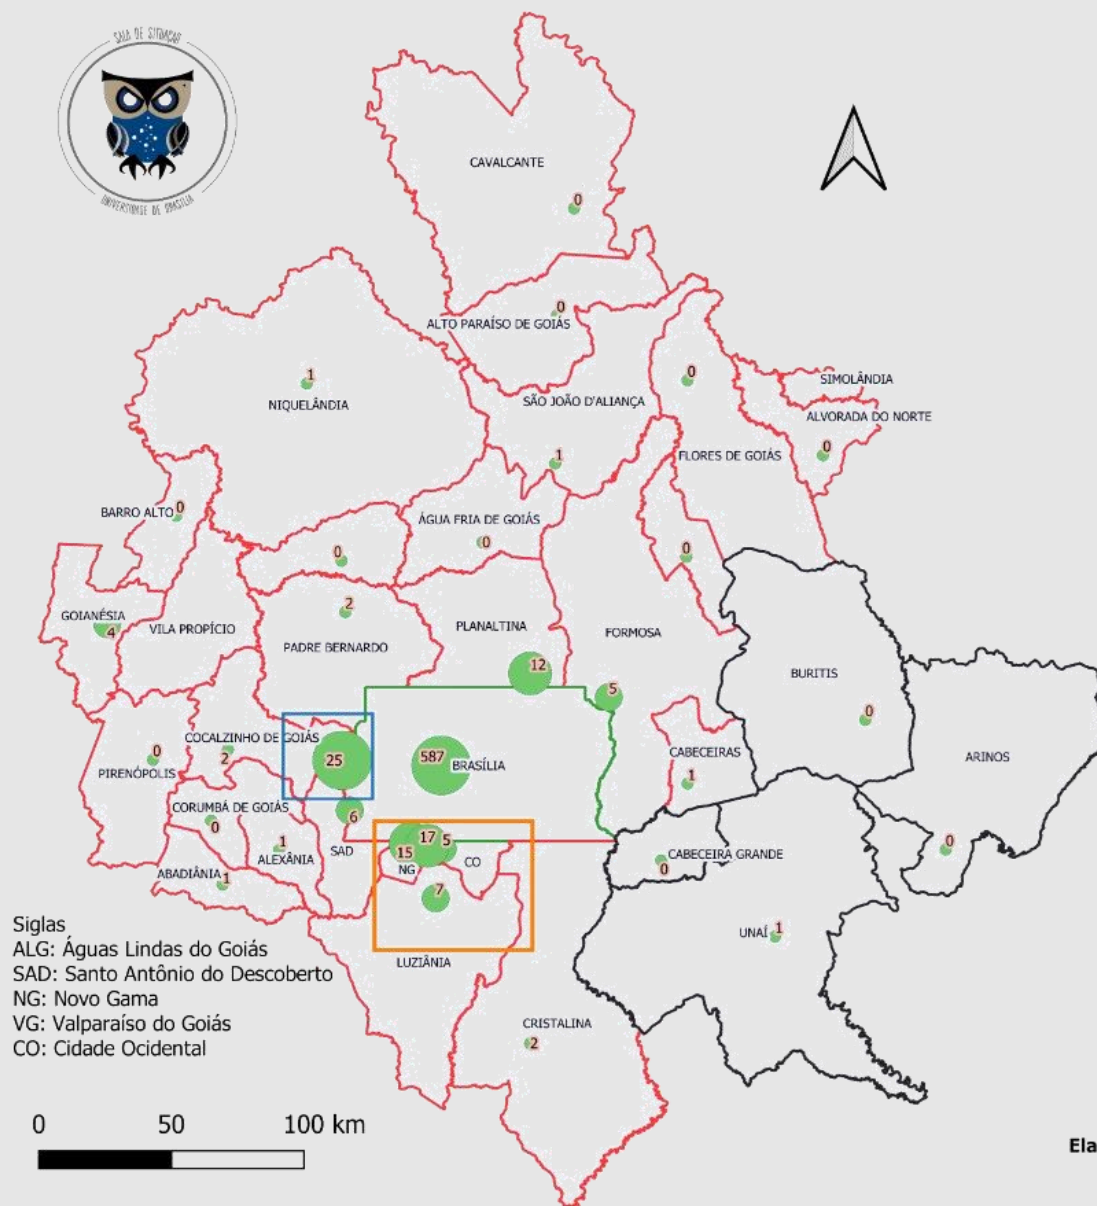 SALA DE SITUAÇÃO
UNIVERSIDADE DE BRASÍLIA
CAVALCANTE
0
0
ALTO PARAÍSO DE GOIÁS
1
NIQUELÂNDIA
0
SÃO JOÃO D'ALIANÇA
SIMOLÂNDIA
ALVORADA DO NORTE
0
1
FLORES DE GOIÁS
BARRO ALTO
0
ÁGUA FRIA DE GOIÁS
0
0
0
GOIANÉSIA
4
VILA PROPÍCIO
2
PADRE BERNARDO
PLANALTINA
12
FORMOSA
5
BURITIS
0
ARINOS
0
PIRENÓPOLIS
COCALZINHO DE GOIÁS
2
25
587
BRASÍLIA
CABECEIRAS
1
CORUMBÁ DE GOIÁS
0
6
ALEXÂNIA
1
SAD
17
5
15
NG
CO
ABADIÂNIA
1
7
CABECEIRA GRANDE
0
0
UNAÍ
1
LUZIÂNIA
CRISTALINA
2
Siglas
ALG: Águas Lindas do Goiás
SAD: Santo Antônio do Descoberto
NG: Novo Gama
VG: Valparaíso do Goiás
CO: Cidade Ocidental
0 50 100 km
Ela